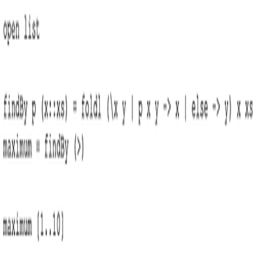 open list
findBy p (x::xs) = foldl (\x y | p x y -> x | else -> y) x xs
maximum = findBy (>)
maximum [1..10]